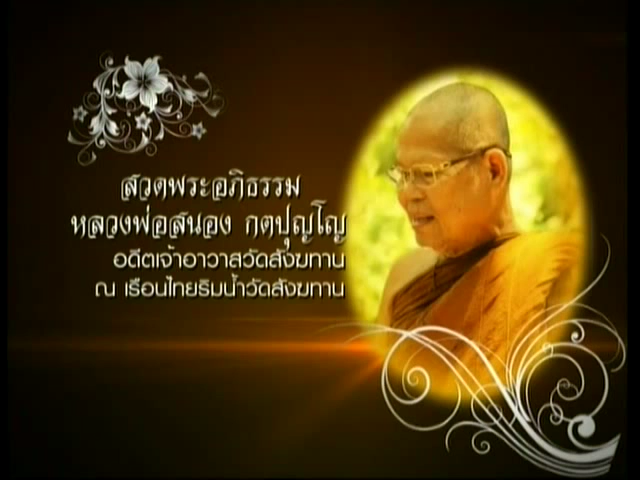 สวดพระอภิธรรม
หลวงพ่อสนอง กตปุญโญ
อดีตเจ้าอาวาสวัดสังฆทาน
ณ เรือนไทยริมน้ำวัดสังฆทาน